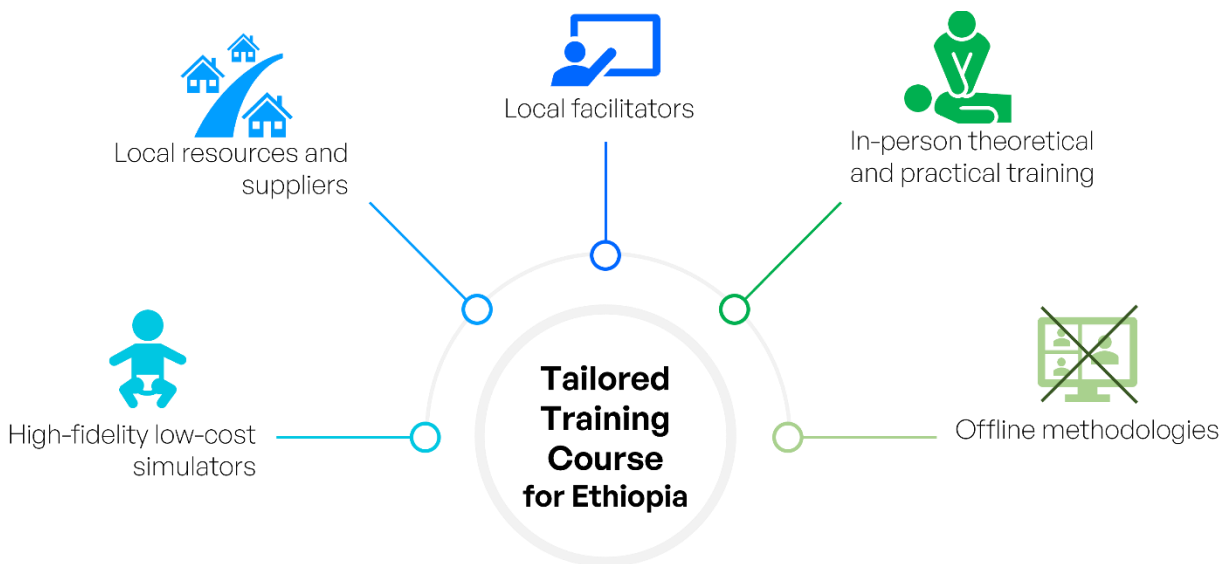 Local facilitators
Local resources and
suppliers
In-person theoretical
and practical training
High-fidelity low-cost
simulators
Offline methodologies
Tailored
Training
Course
for Ethiopia